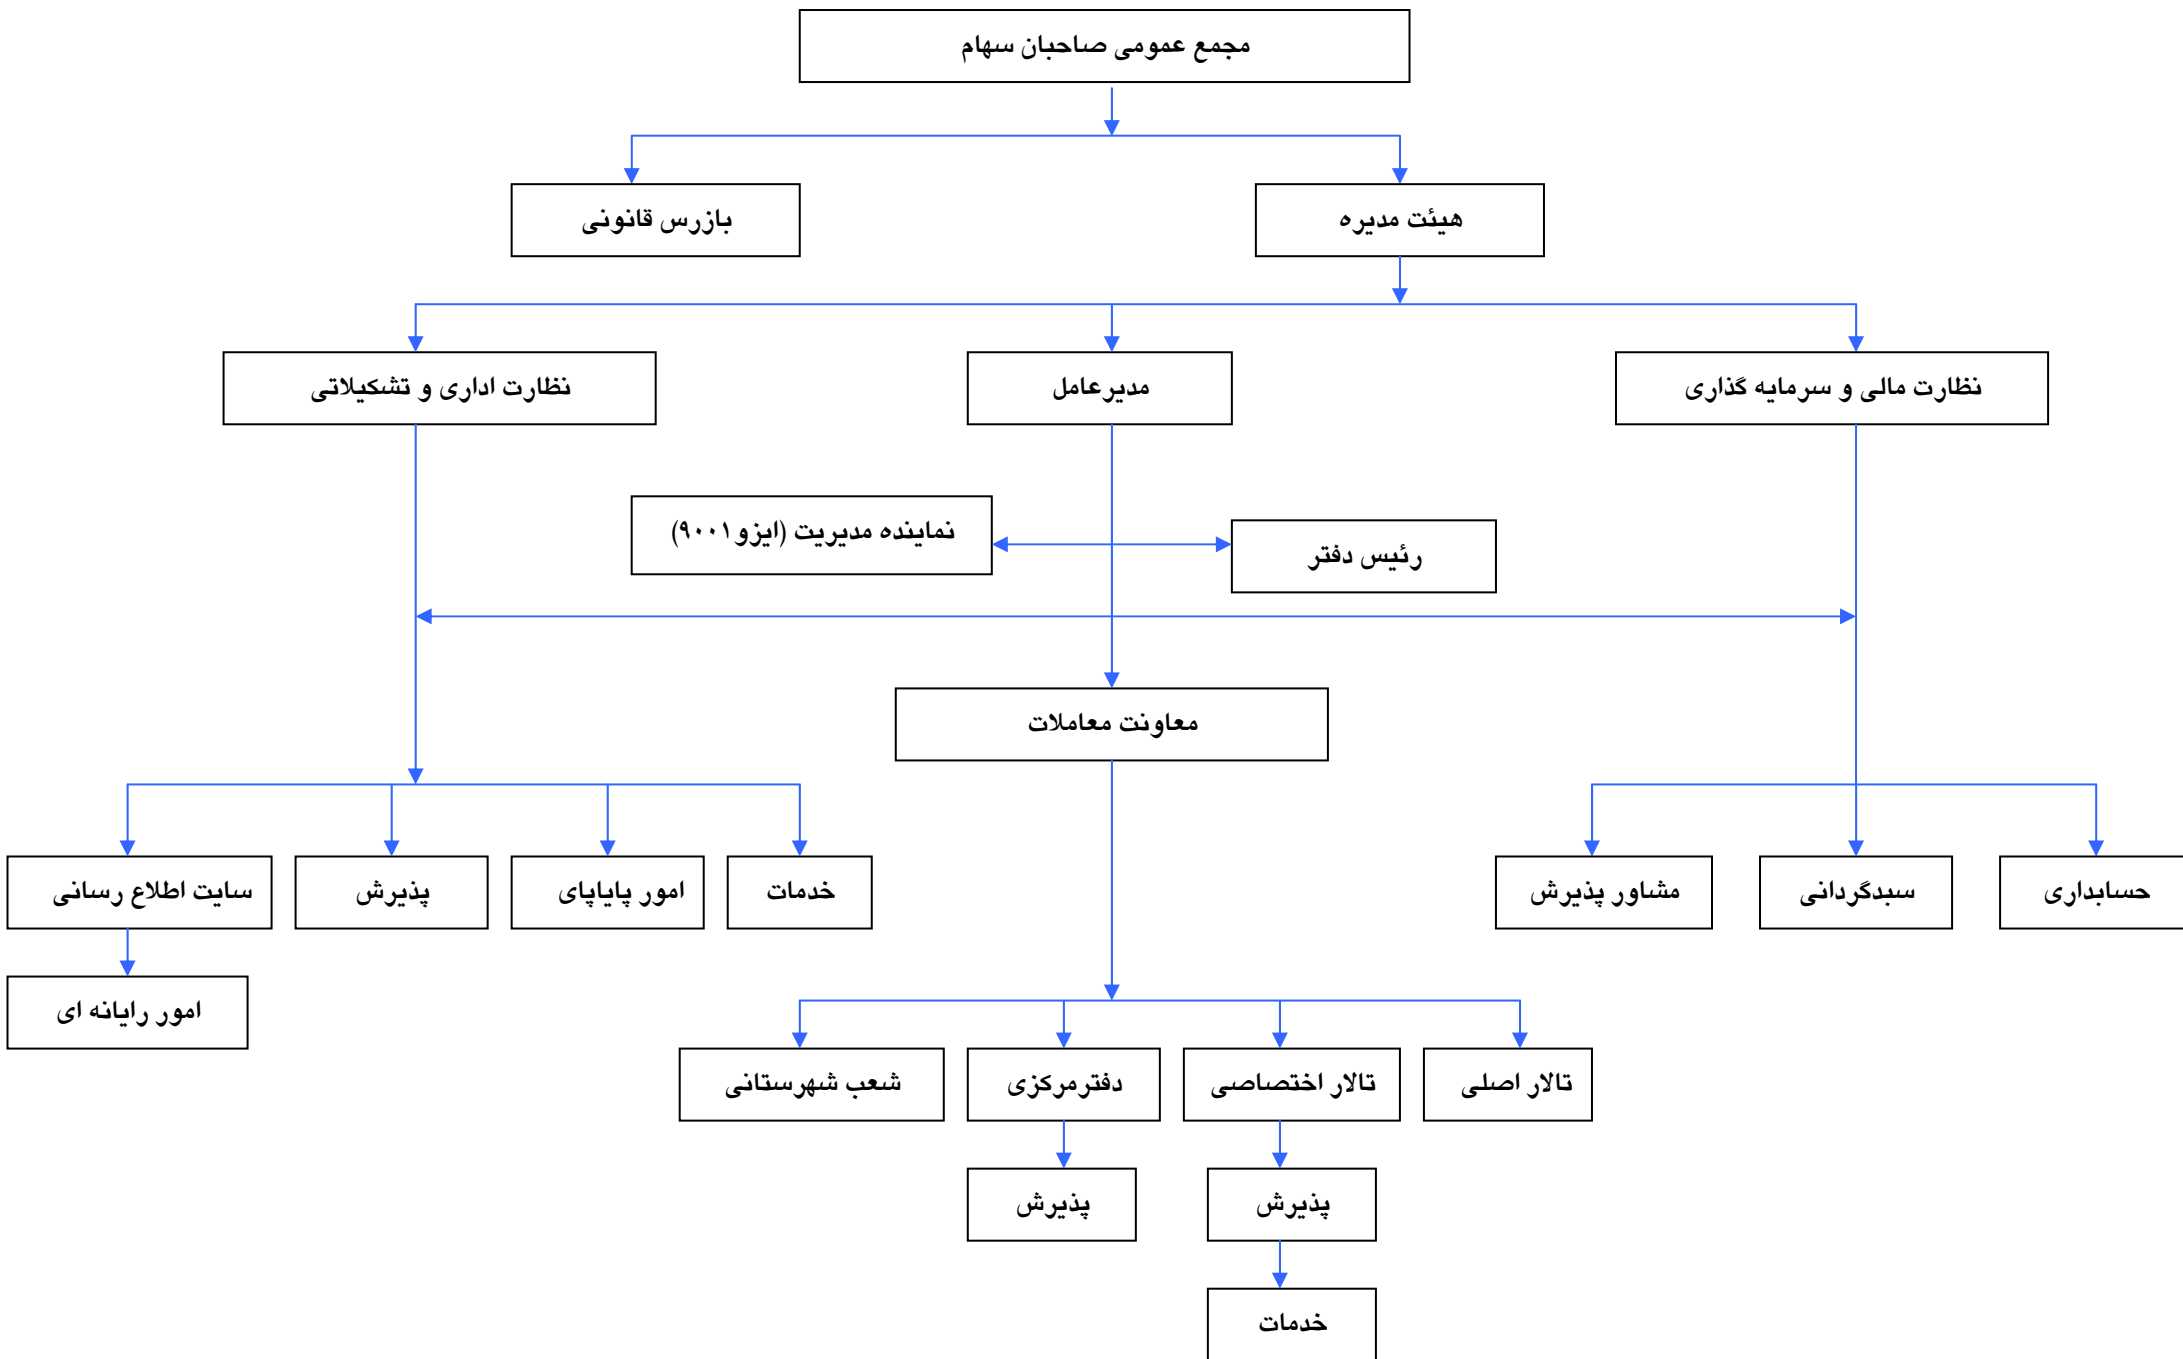 مجمع عمومی صاحبان سهام
هیئت مدیره
بازرس قانونی
نظارت مالی و سرمایه گذاری
مدیرعامل
نظارت اداری و تشکیلاتی
نماینده مدیریت (ایزو ۹۰۰۱)
رئیس دفتر
معاونت معاملات
حسابداری
سبدگردانی
مشاور پذیرش
خدمات
امور پایاپای
پذیرش
سایت اطلاع رسانی
امور رایانه ای
تالار اصلی
تالار اختصاصی
دفترمرکزی
شعب شهرستانی
پذیرش
پذیرش
خدمات